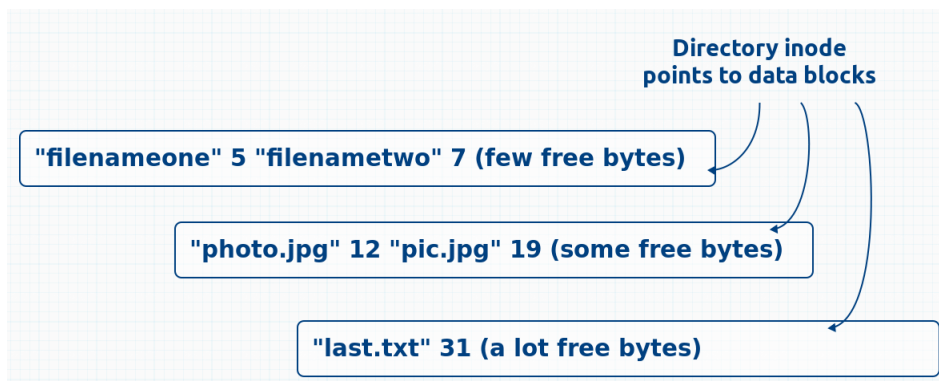 Directory inode
points to data blocks
"filenameone" 5 "filenametwo" 7 (few free bytes)
"photo.jpg" 12 "pic.jpg" 19 (some free bytes)
"last.txt" 31 (a lot free bytes)